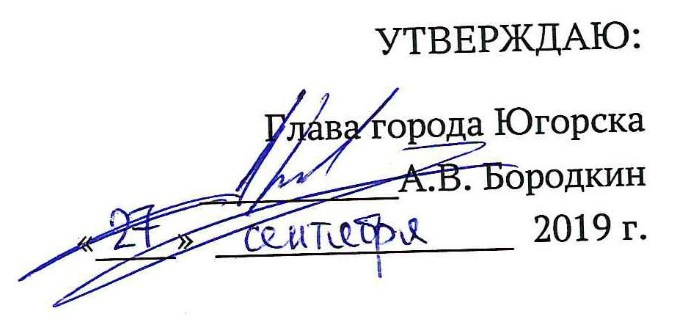 УТВЕРЖДАЮ:
Глава города Югорска
А.В. Бородкин
«27» сентября 2019 г.